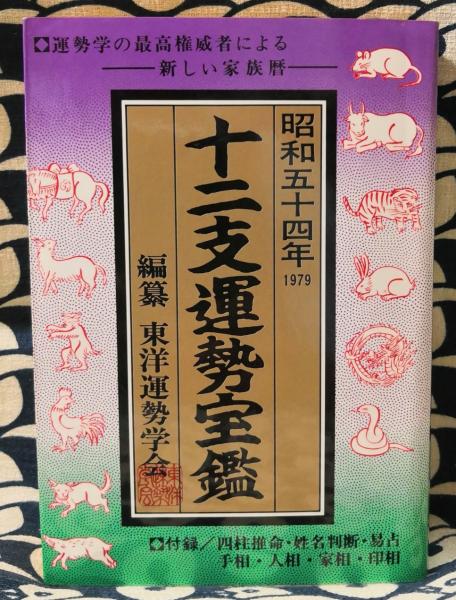 ◆運勢学の最高権威者による
―新しい家族暦―
昭和五十四年
1979
十二支運勢宝鑑
編纂 東洋運勢学会
◆付録／四柱推命・姓名判断・易占
手相・人相・家相・印相